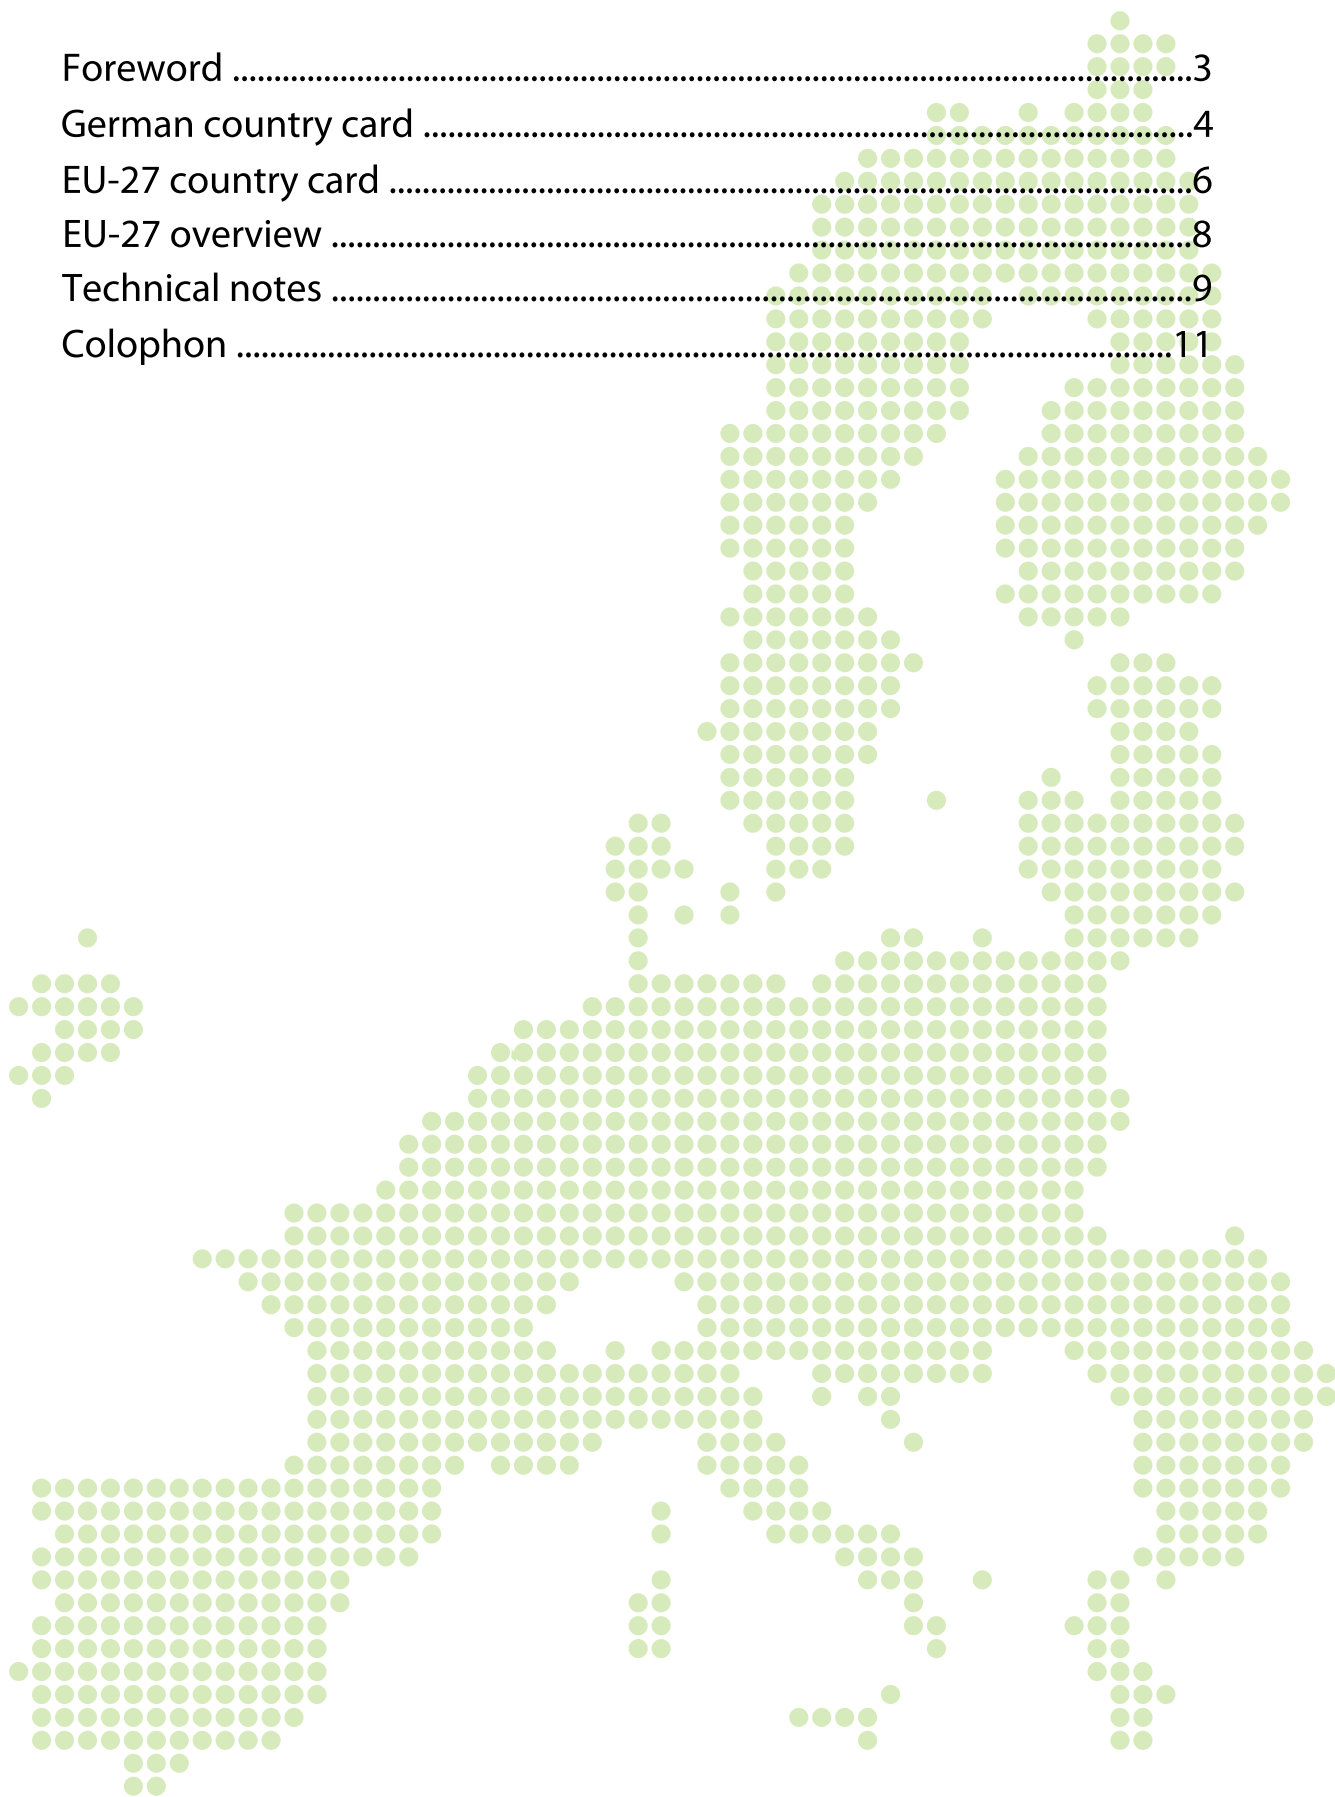 Foreword ........................................................................................................................3
German country card ................................................................................................4
EU-27 country card ....................................................................................................6
EU-27 overview ...........................................................................................................8
Technical notes ...........................................................................................................9
Colophon ....................................................................................................................11